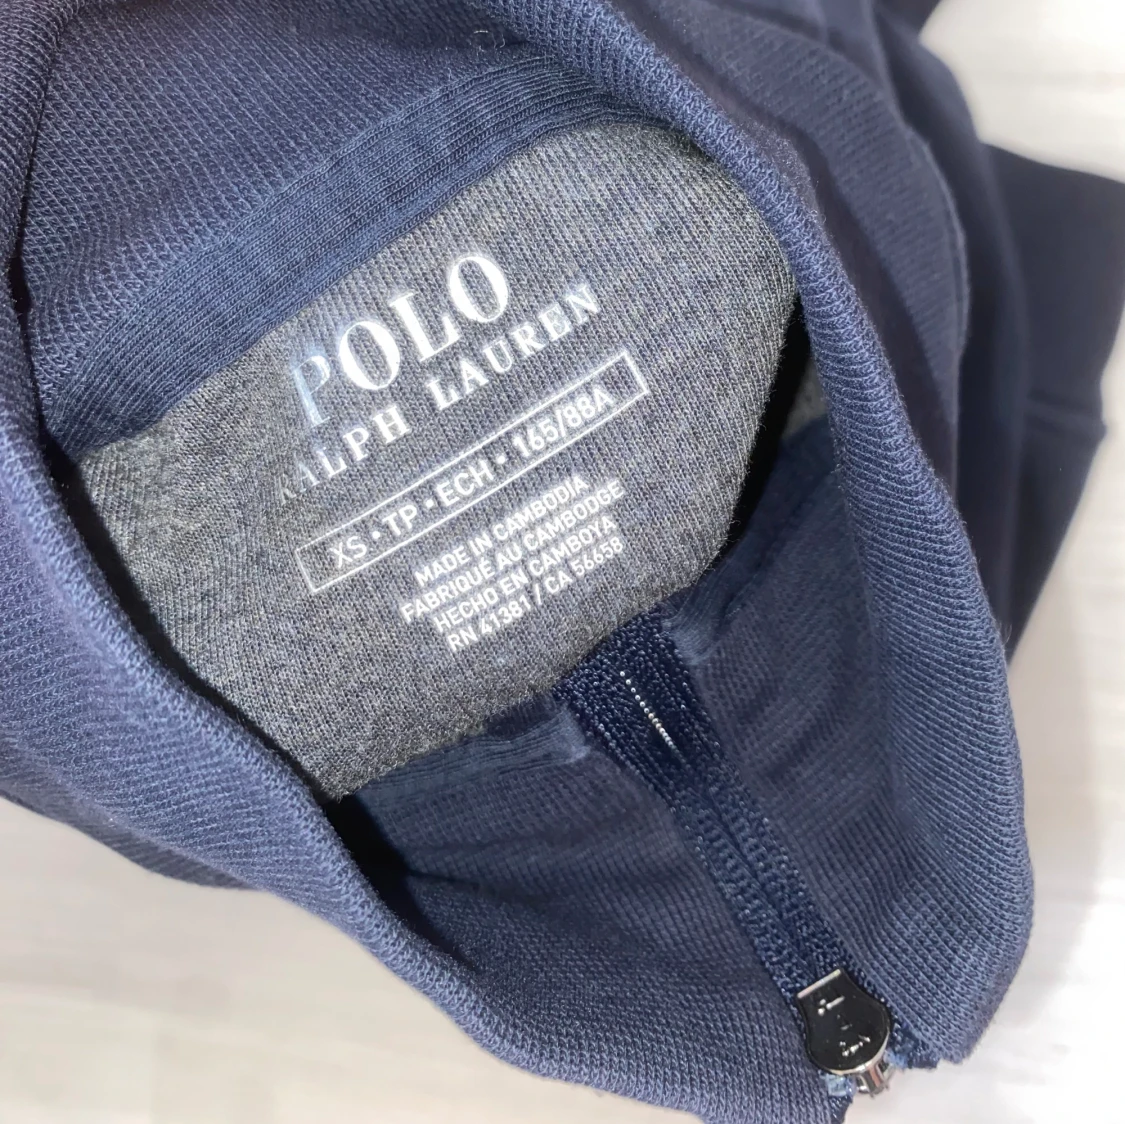 POLO
RALPH LAUREN
XS • TP • ECH • 165/88A
MADE IN CAMBODIA
FABRIQUÉ AU CAMBODGE
HECHO EN CAMBOYA
RN 41381 / CA 56658